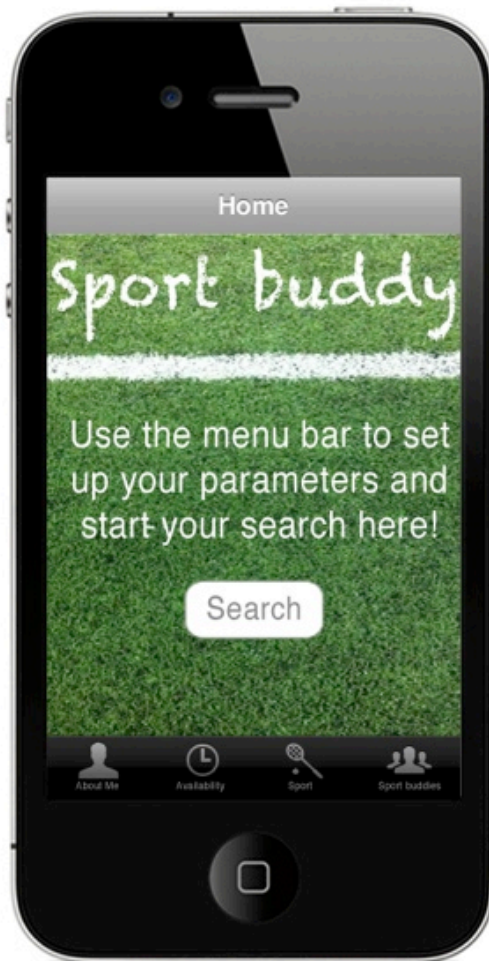 Home
Sport buddy
Use the menu bar to set
up your parameters and
start your search here!
Search
About Me
Availability
Sport
Sport buddies